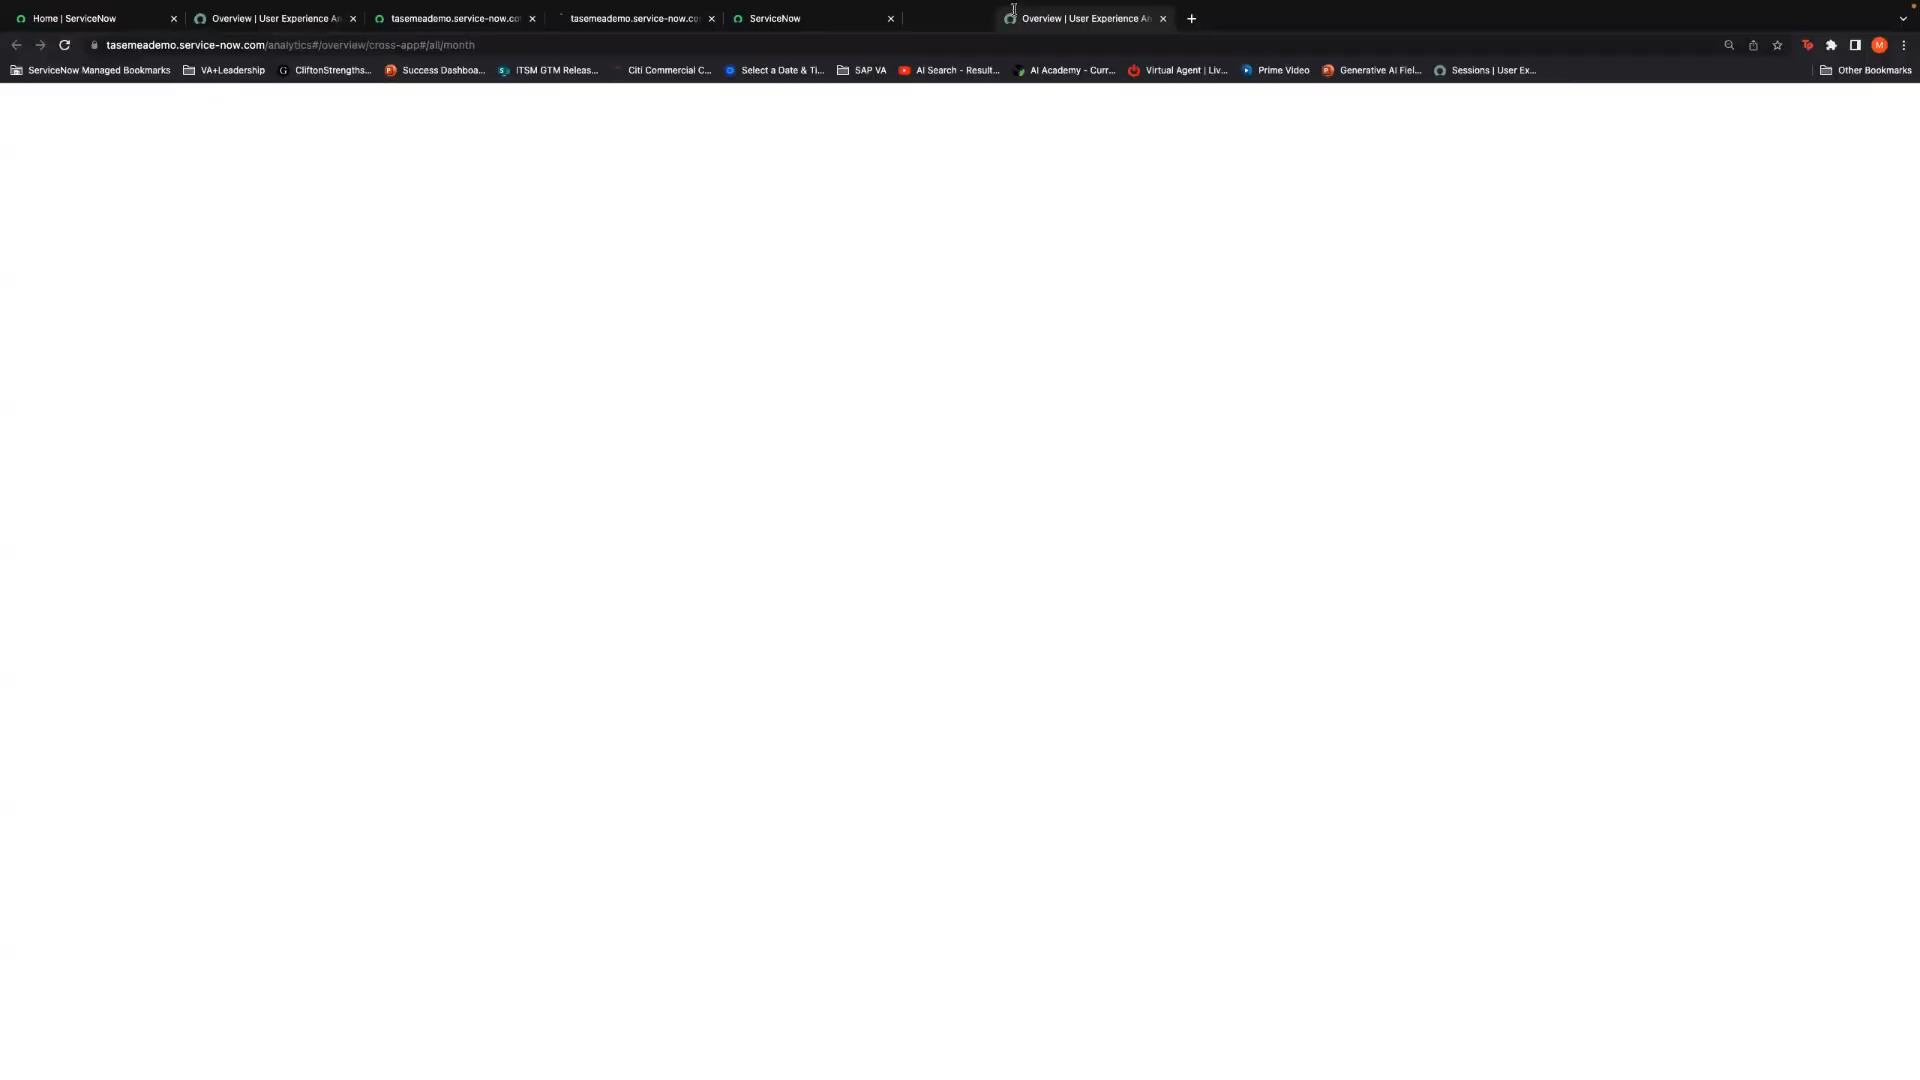 Home | ServiceNow
Overview | User Experience An
tasemeademo.service-now.co
tasemeademo.service-now.co
ServiceNow
Overview | User Experience An
tasemeademo.service-now.com/analytics#/overview/cross-app#/all/month
ServiceNow Managed Bookmarks
VA+Leadership
CliftonStrengths...
Success Dashboa...
ITSM GTM Releas...
Citi Commercial C...
Select a Date & Ti...
SAP VA
AI Search - Result...
AI Academy - Curr...
Virtual Agent | Liv...
Prime Video
Generative AI Fiel...
Sessions | User Ex...
Other Bookmarks